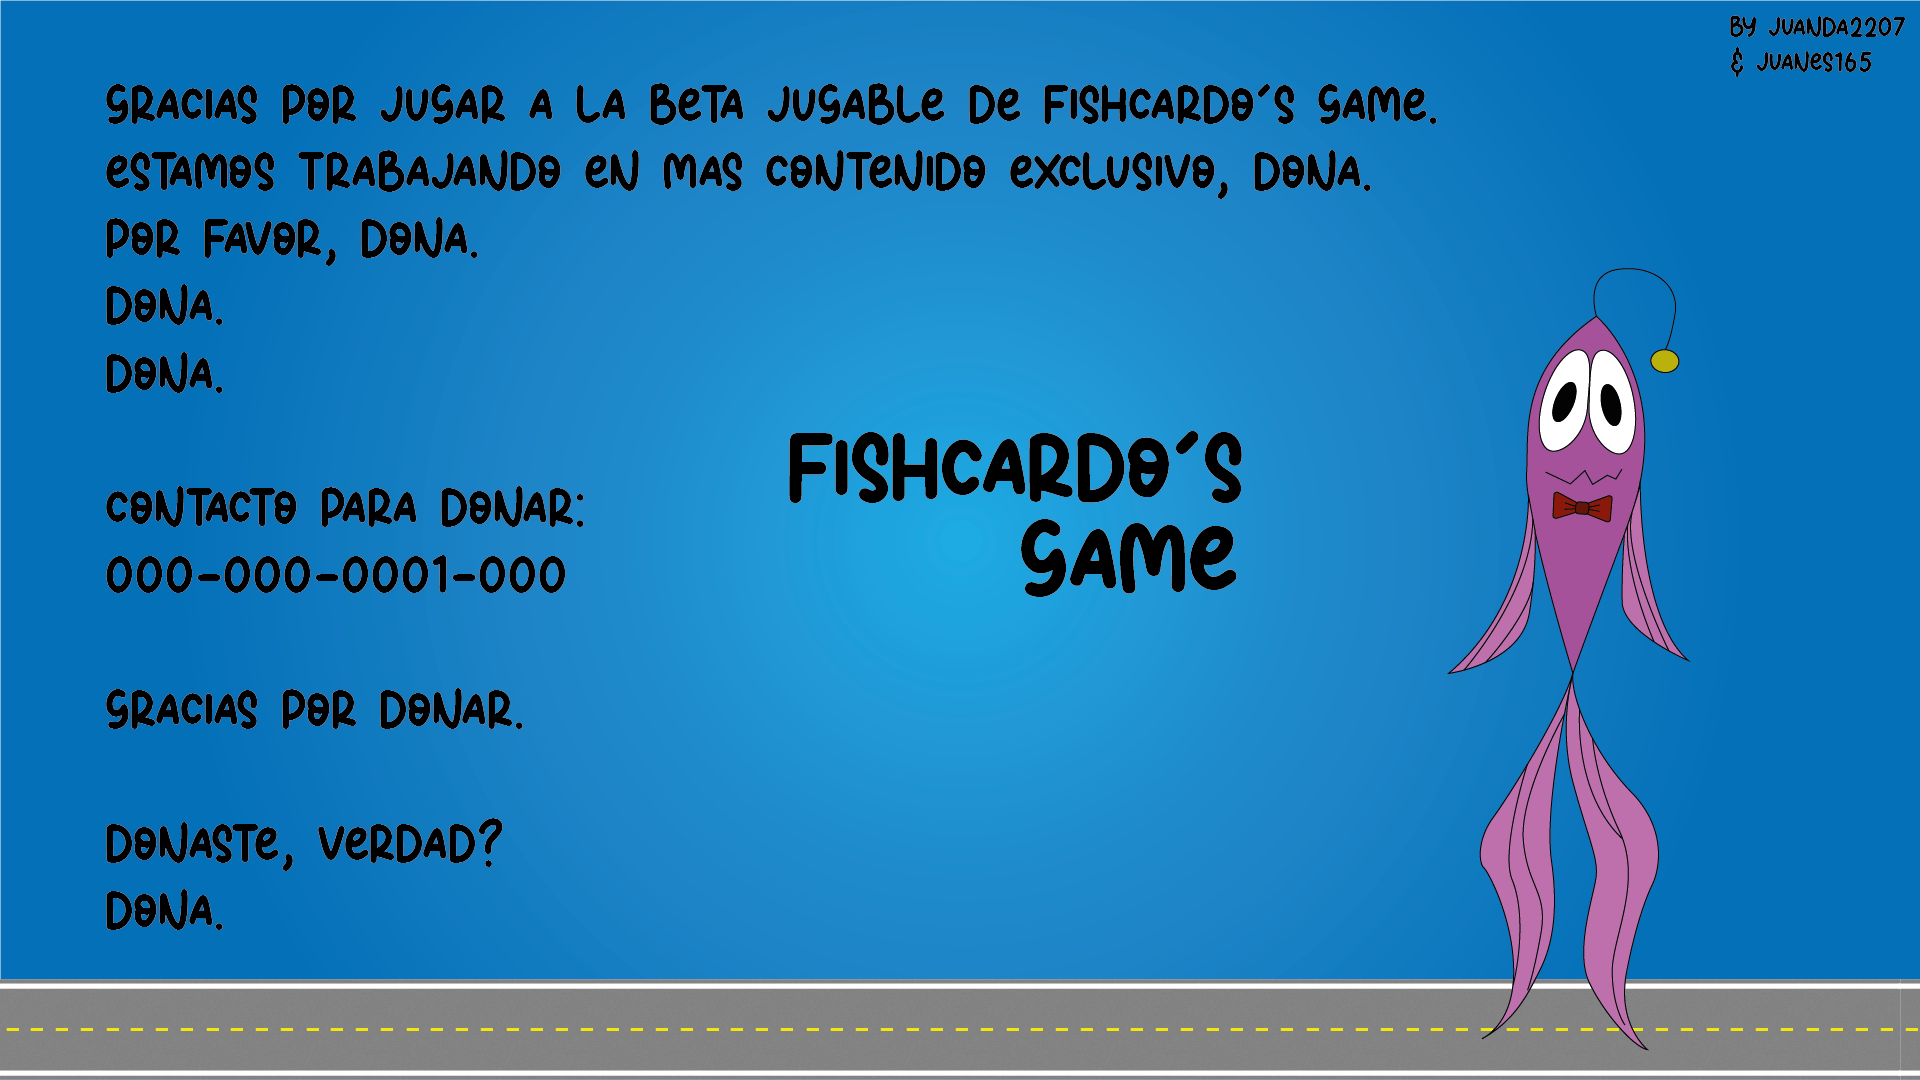 BY JUANDA2207
& JUANES165
GRACIAS POR JUGAR A LA BETA JUGABLE DE FISHCARDO´S GAME.
ESTAMOS TRABAJANDO EN MAS CONTENIDO EXCLUSIVO, DONA.
POR FAVOR, DONA.
DONA.
DONA.
CONTACTO PARA DONAR:
000-000-0001-000
GRACIAS POR DONAR.
DONASTE, VERDAD?
DONA.
FISHCARDO´S
GAME